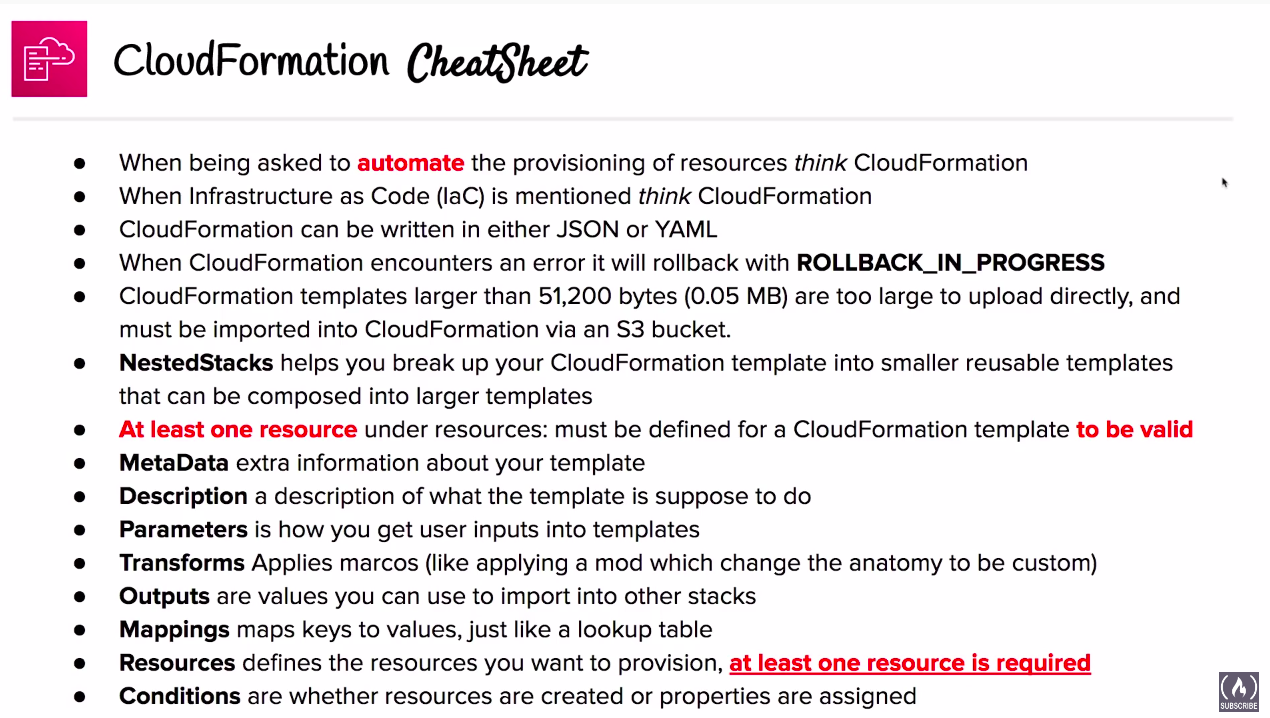 CloudFormation CheatSheet
● When being asked to automate the provisioning of resources think CloudFormation
● When Infrastructure as Code (IaC) is mentioned think CloudFormation
● CloudFormation can be written in either JSON or YAML
● When CloudFormation encounters an error it will rollback with ROLLBACK_IN_PROGRESS
● CloudFormation templates larger than 51,200 bytes (0.05 MB) are too large to upload directly, and
must be imported into CloudFormation via an S3 bucket.
● NestedStacks helps you break up your CloudFormation template into smaller reusable templates
that can be composed into larger templates
● At least one resource under resources: must be defined for a CloudFormation template to be valid
● MetaData extra information about your template
● Description a description of what the template is suppose to do
● Parameters is how you get user inputs into templates
● Transforms Applies marcos (like applying a mod which change the anatomy to be custom)
● Outputs are values you can use to import into other stacks
● Mappings maps keys to values, just like a lookup table
● Resources defines the resources you want to provision, at least one resource is required
● Conditions are whether resources are created or properties are assigned
SUBSCRIBE